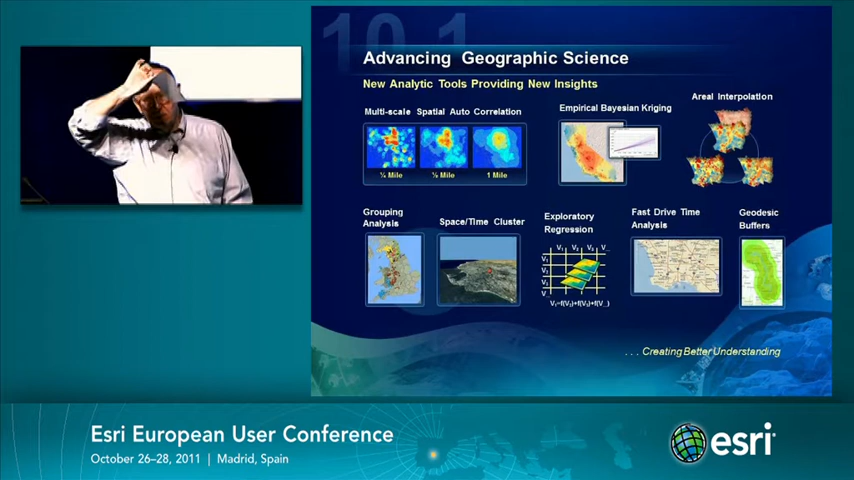 10.1
Advancing Geographic Science
New Analytic Tools Providing New Insights
Multi-scale Spatial Auto Correlation
¼ Mile
½ Mile
1 Mile
Empirical Bayesian Kriging
Areal Interpolation
Grouping
Analysis
Space/Time Cluster
Exploratory
Regression
Fast Drive Time
Analysis
Geodesic
Buffers
. . . Creating Better Understanding
Esri European User Conference
October 26–28, 2011 | Madrid, Spain
esri